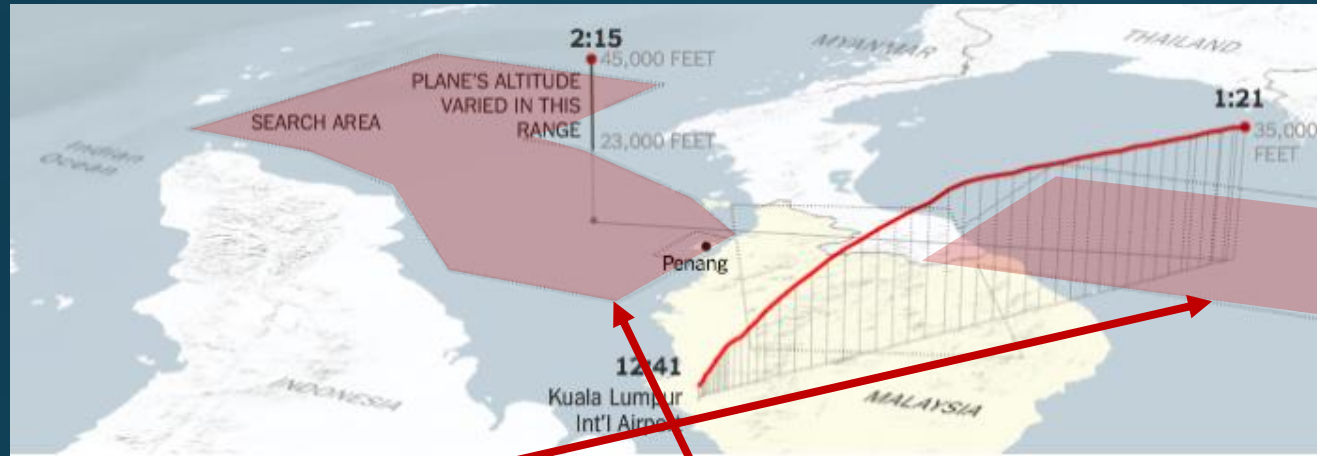 2:15
45,000 FEET
PLANE'S ALTITUDE
VARIED IN THIS
RANGE
23,000 FEET
SEARCH AREA
Indian
Ocean
MYANMAR
THAILAND
1:21
35,000
FEET
Penang
12:41
Kuala Lumpur
Int'l Airport
INDONESIA
MALAYSIA